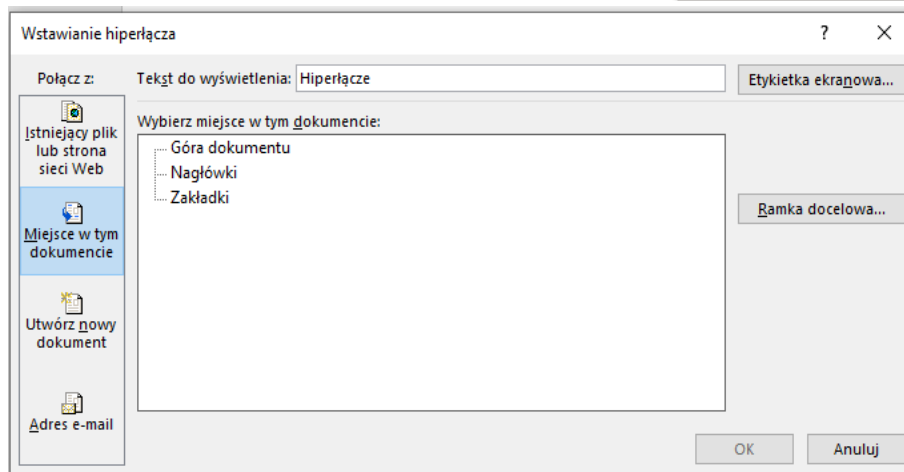 Wstawianie hiperłącza
?
Połącz z:
Tekst do wyświetlenia: Hiperłącze
Etykietka ekranowa...
Istniejący plik
lub strona
sieci Web
Miejsce w tym
dokumencie
Utwórz nowy
dokument
Adres e-mail
Wybierz miejsce w tym dokumencie:
Góra dokumentu
Nagłówki
Zakładki
Ramka docelowa...
OK
Anuluj